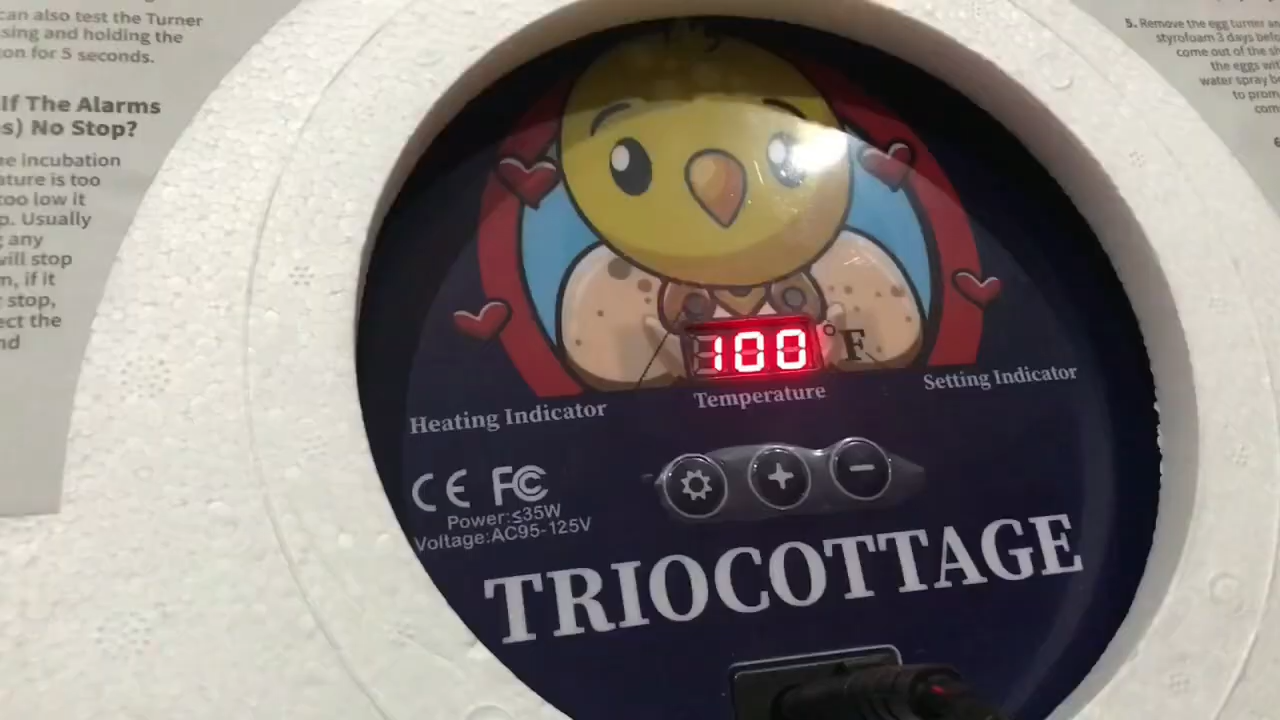 can also test the Turner
sing and holding the
on for 5 seconds.
If The Alarms
s) No Stop?
e incubation
ature is too
too low it
p. Usually
any
will stop
m, if it
stop,
ect the
nd
5. Remove the egg turner an
styrofoam 3 days befo
come out of the sh
the eggs wit
water spray b
to prom
com
100 °F
Heating Indicator
Temperature
Setting Indicator
CE FC
Power:≤35W
Voltage:AC95-125V
TRIOCOTTAGE